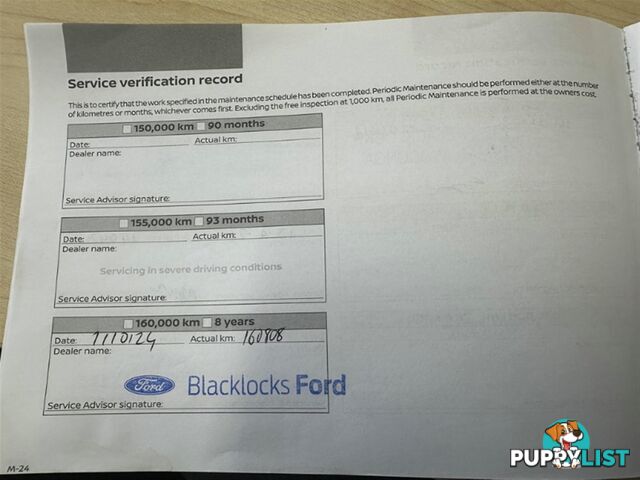 Service verification record
This is to certify that the work specified in the maintenance schedule has been completed. Periodic Maintenance should be performed either at the number
of kilometres or months, whichever comes first. Excluding the free inspection at 1,000 km, all Periodic Maintenance is performed at the owners cost.
150,000 km 90 months
Date: Actual km:
Dealer name:
Service Advisor signature:
155,000 km 93 months
Date: Actual km:
Dealer name:
Servicing in severe driving conditions
Service Advisor signature:
160,000 km 8 years
Date: 1/10/24 Actual km: 160808
Dealer name:
Ford Blacklocks Ford
Service Advisor signature:
M-24
PUPPYLIST